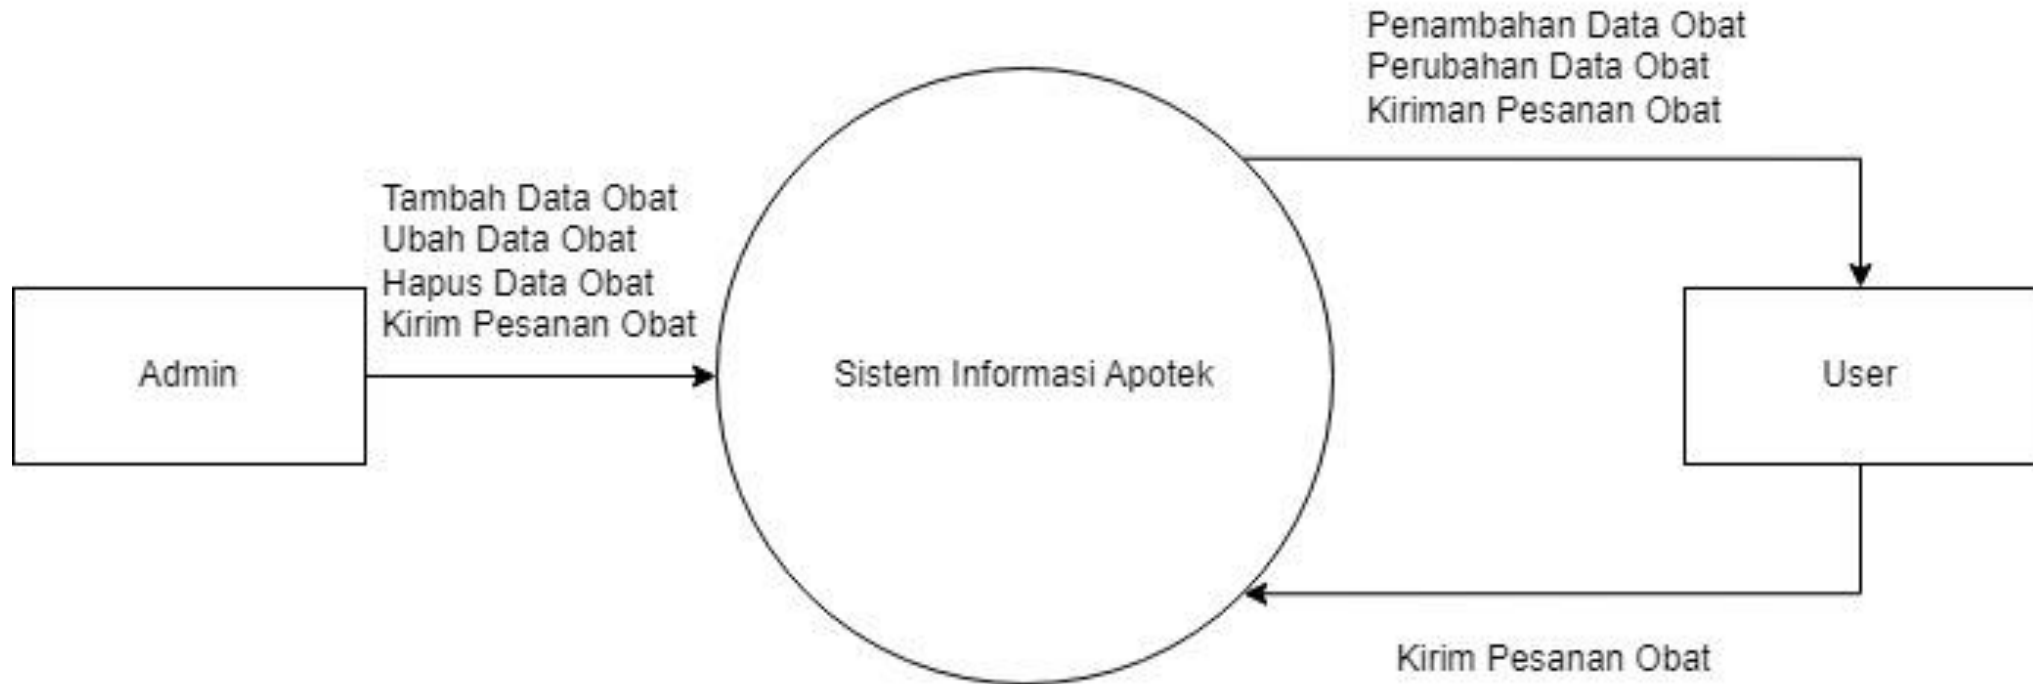 Penambahan Data Obat
Perubahan Data Obat
Kiriman Pesanan Obat
Tambah Data Obat
Ubah Data Obat
Hapus Data Obat
Kirim Pesanan Obat
Admin
Sistem Informasi Apotek
User
Kirim Pesanan Obat